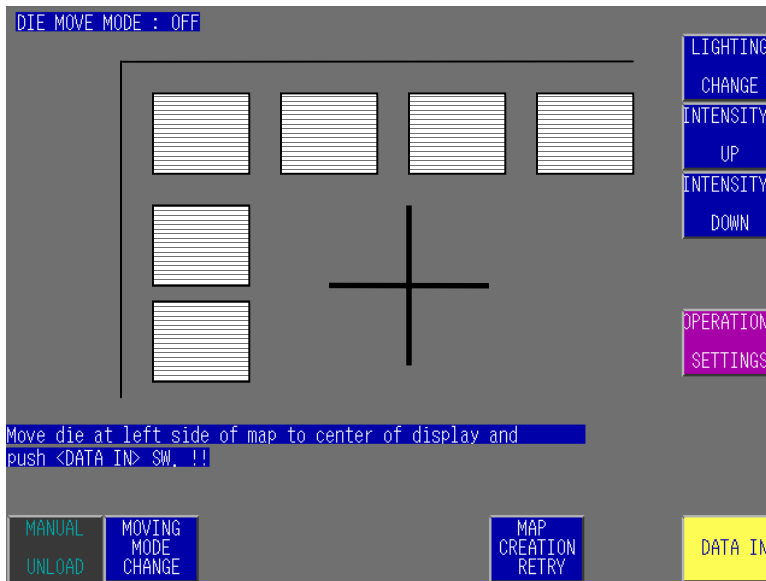 DIE MOVE MODE : OFF
LIGHTING
CHANGE
INTENSITY
UP
INTENSITY
DOWN
OPERATION
SETTINGS
Move die at left side of map to center of display and
push <DATA IN> SW. !!
MANUAL
UNLOAD
MOVING
MODE
CHANGE
MAP
CREATION
RETRY
DATA IN